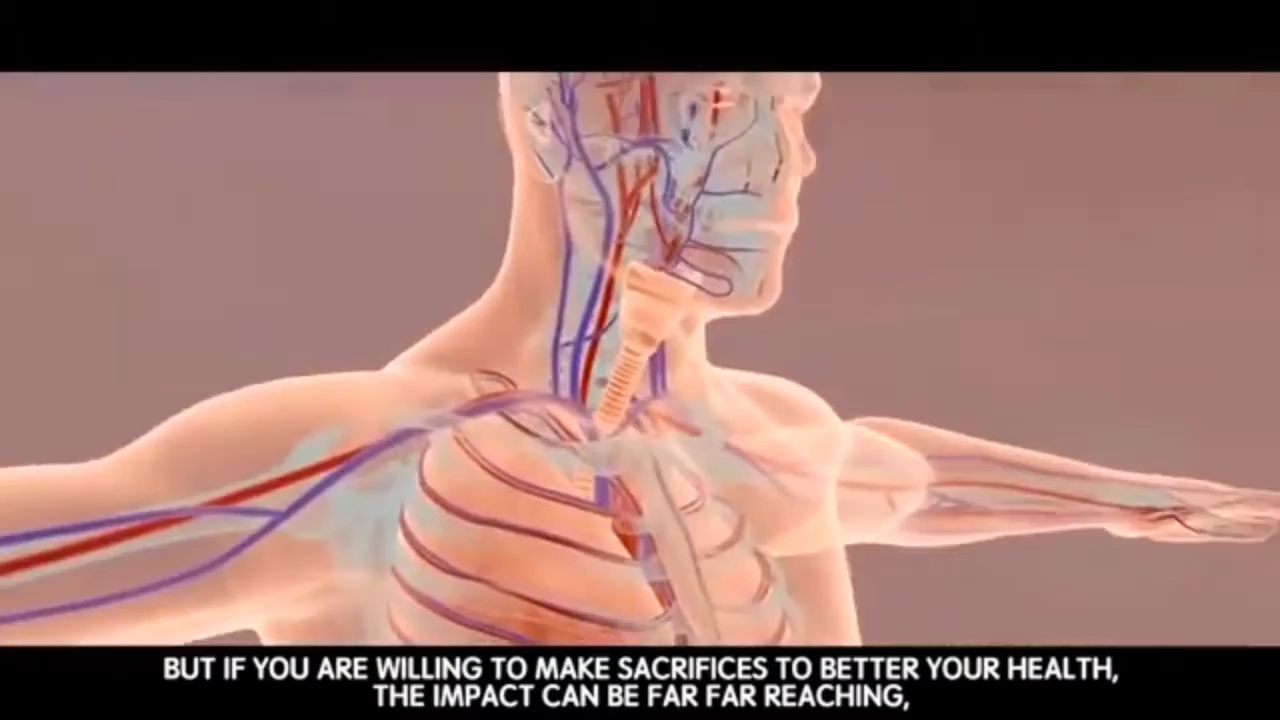 BUT IF YOU ARE WILLING TO MAKE SACRIFICES TO BETTER YOUR HEALTH,
THE IMPACT CAN BE FAR FAR REACHING,